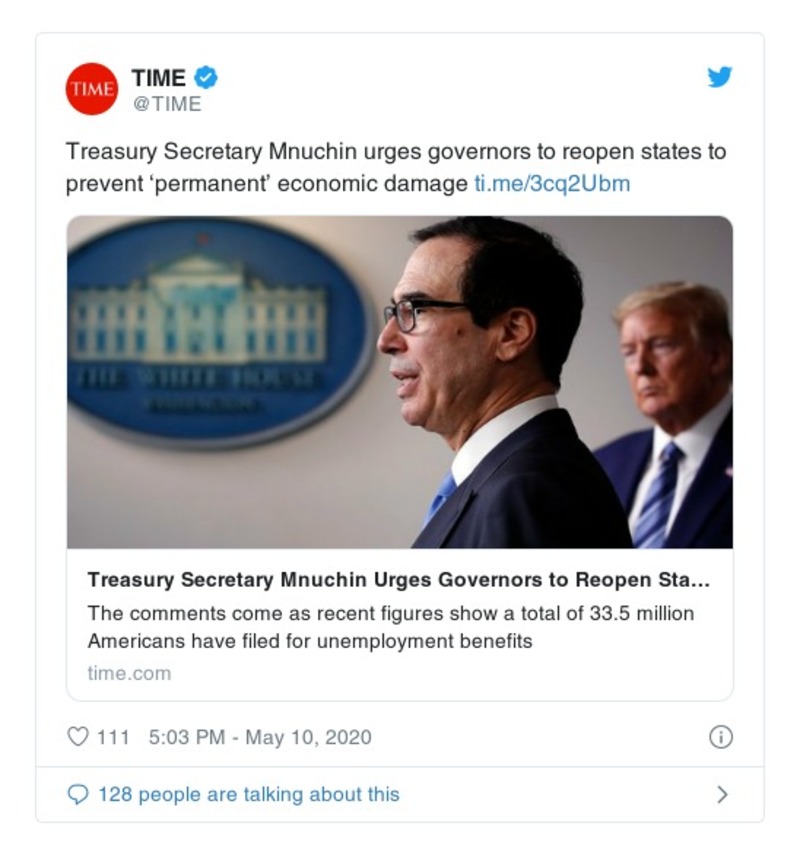 TIME
TIME
@TIME
Treasury Secretary Mnuchin urges governors to reopen states to
prevent ‘permanent’ economic damage ti.me/3cq2Ubm
THE WHITE HOUSE
WASHINGTON
Treasury Secretary Mnuchin Urges Governors to Reopen Sta...
The comments come as recent figures show a total of 33.5 million
Americans have filed for unemployment benefits
time.com
111 5:03 PM - May 10, 2020
128 people are talking about this